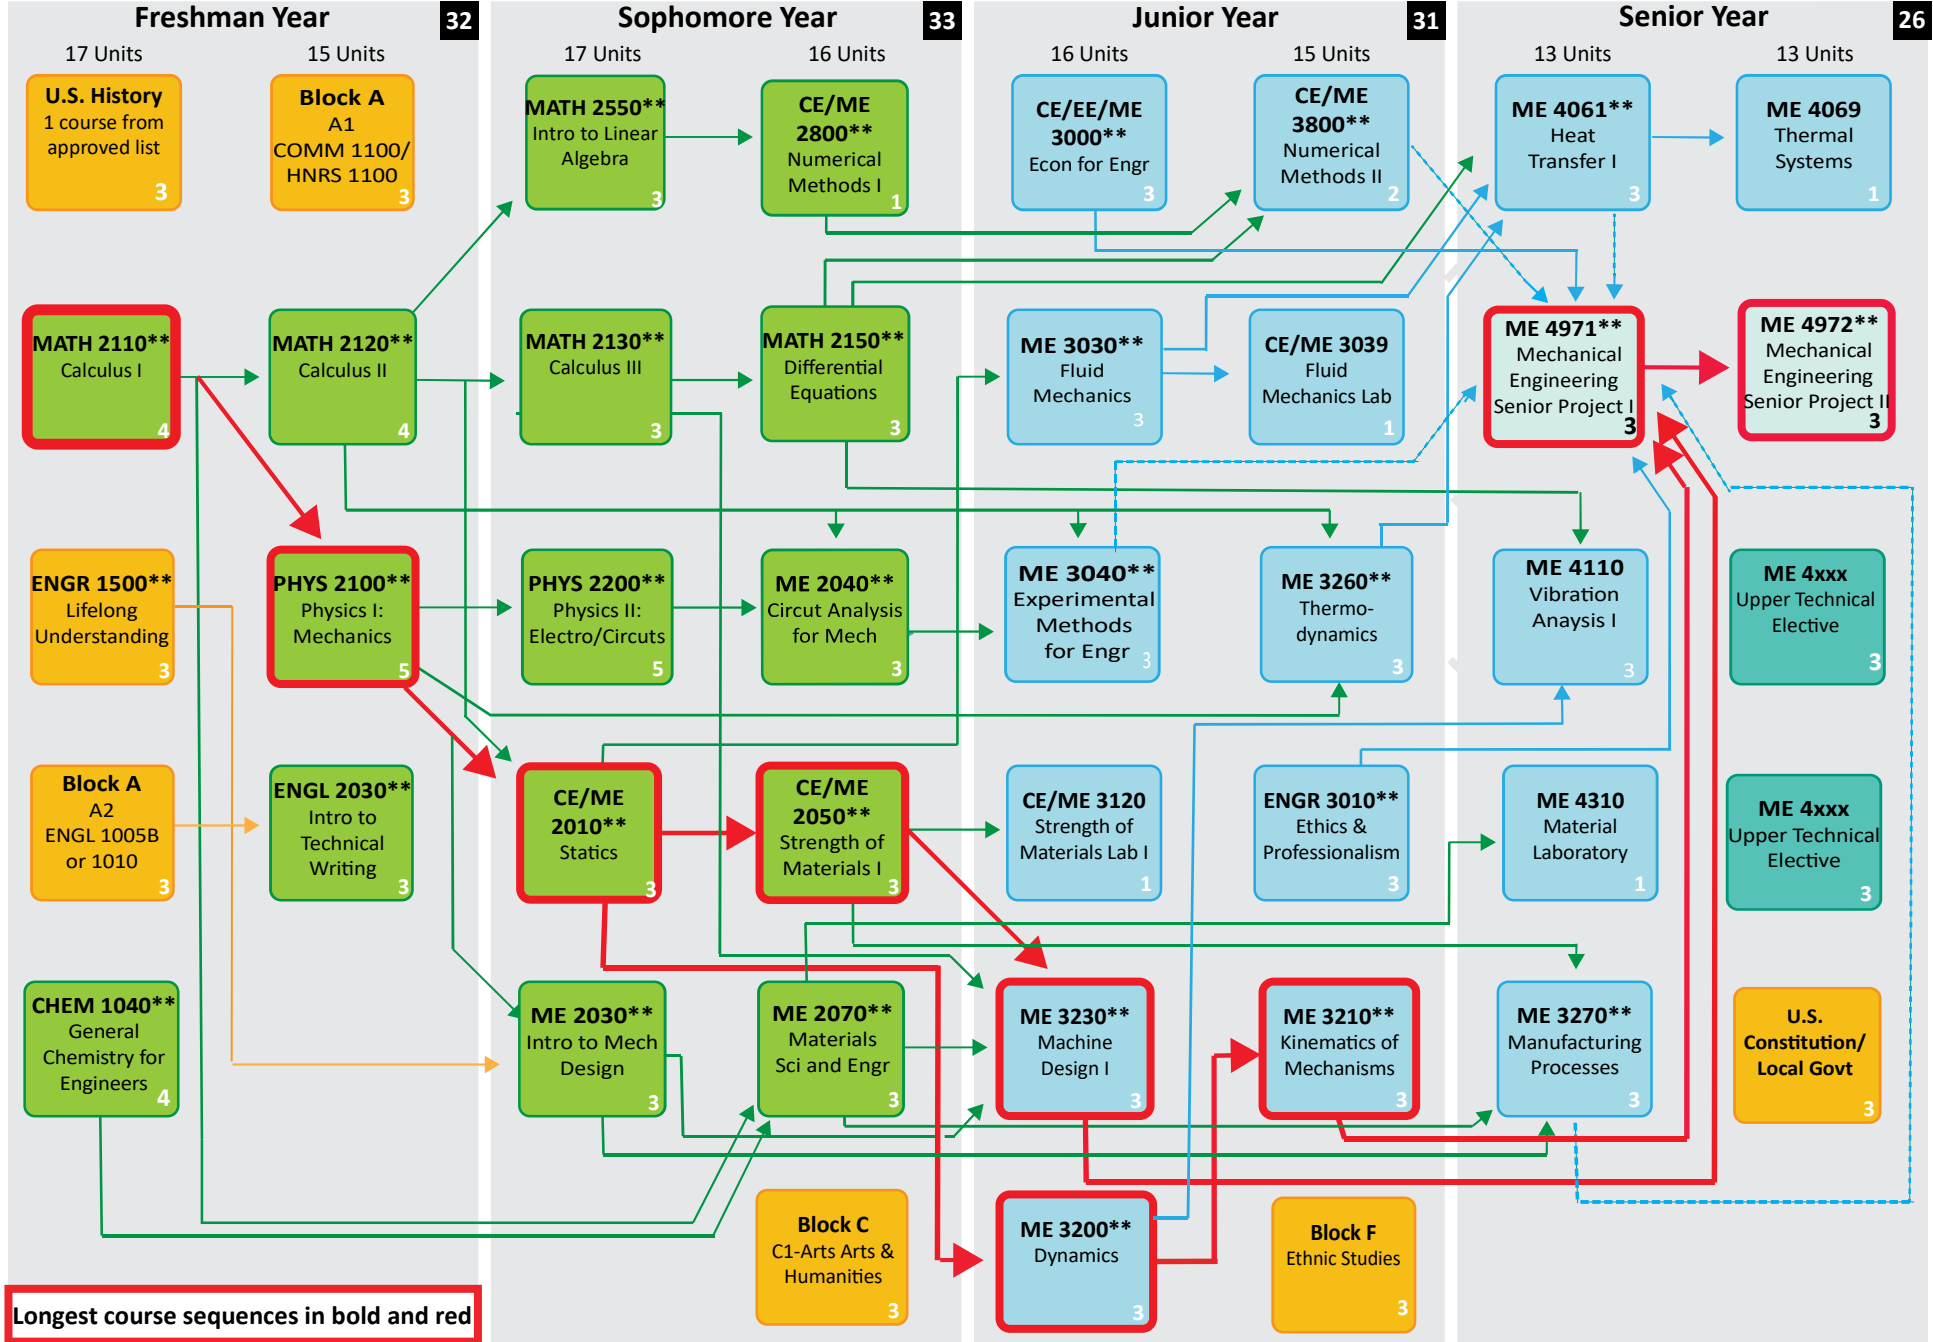 Freshman Year
32
Sophomore Year
33
Junior Year
31
Senior Year
26
17 Units
15 Units
17 Units
16 Units
16 Units
15 Units
13 Units
13 Units
U.S. History
1 course from
approved list
3
Block A
A1
COMM 1100/
HNRS 1100
3
MATH 2550**
Intro to Linear
Algebra
3
CE/ME
2800**
Numerical
Methods I
1
CE/EE/ME
3000**
Econ for Engr
3
CE/ME
3800**
Numerical
Methods II
2
ME 4061**
Heat
Transfer I
3
ME 4069
Thermal
Systems
1
MATH 2110**
Calculus I
4
MATH 2120**
Calculus II
4
MATH 2130**
Calculus III
3
MATH 2150**
Differential
Equations
3
ME 3030**
Fluid
Mechanics
3
CE/ME 3039
Fluid
Mechanics Lab
1
ME 4971**
Mechanical
Engineering
Senior Project I
3
ME 4972**
Mechanical
Engineering
Senior Project II
3
ENGR 1500**
Lifelong
Understanding
3
PHYS 2100**
Physics I:
Mechanics
5
PHYS 2200**
Physics II:
Electro/Circuts
5
ME 2040**
Circut Analysis
for Mech
3
ME 3040**
Experimental
Methods
for Engr
3
ME 3260**
Thermo-
dynamics
3
ME 4110
Vibration
Anaysis I
3
ME 4xxx
Upper Technical
Elective
3
Block A
A2
ENGL 1005B
or 1010
3
ENGL 2030**
Intro to
Technical
Writing
3
CE/ME
2010**
Statics
3
CE/ME
2050**
Strength of
Materials I
3
CE/ME 3120
Strength of
Materials Lab I
1
ENGR 3010**
Ethics &
Professionalism
3
ME 4310
Material
Laboratory
1
ME 4xxx
Upper Technical
Elective
3
CHEM 1040**
General
Chemistry for
Engineers
4
ME 2030**
Intro to Mech
Design
3
ME 2070**
Materials
Sci and Engr
3
ME 3230**
Machine
Design I
3
ME 3210**
Kinematics of
Mechanisms
3
ME 3270**
Manufacturing
Processes
3
U.S.
Constitution/
Local Govt
3
Block C
C1-Arts Arts &
Humanities
3
ME 3200**
Dynamics
3
Block F
Ethnic Studies
3
Longest course sequences in bold and red